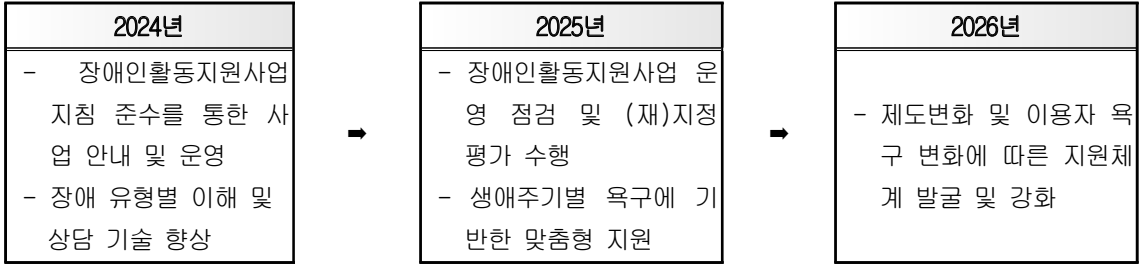 2024년
- 장애인활동지원사업
지침 준수를 통한 사
업 안내 및 운영
- 장애 유형별 이해 및
상담 기술 향상
➡
2025년
- 장애인활동지원사업 운
영 점검 및 (재)지정
평가 수행
- 생애주기별 욕구에 기
반한 맞춤형 지원
➡
2026년
- 제도변화 및 이용자 욕
구 변화에 따른 지원체
계 발굴 및 강화